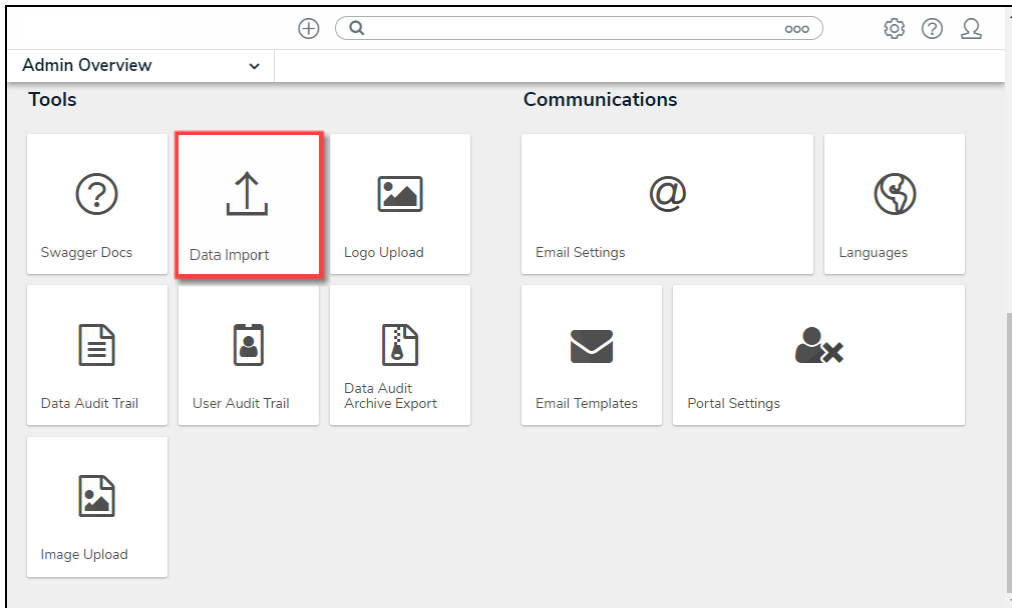 Admin Overview
Tools
Communications
Swagger Docs
Data Import
Logo Upload
Email Settings
@
Languages
Data Audit Trail
User Audit Trail
Data Audit
Archive Export
Email Templates
Portal Settings
Image Upload